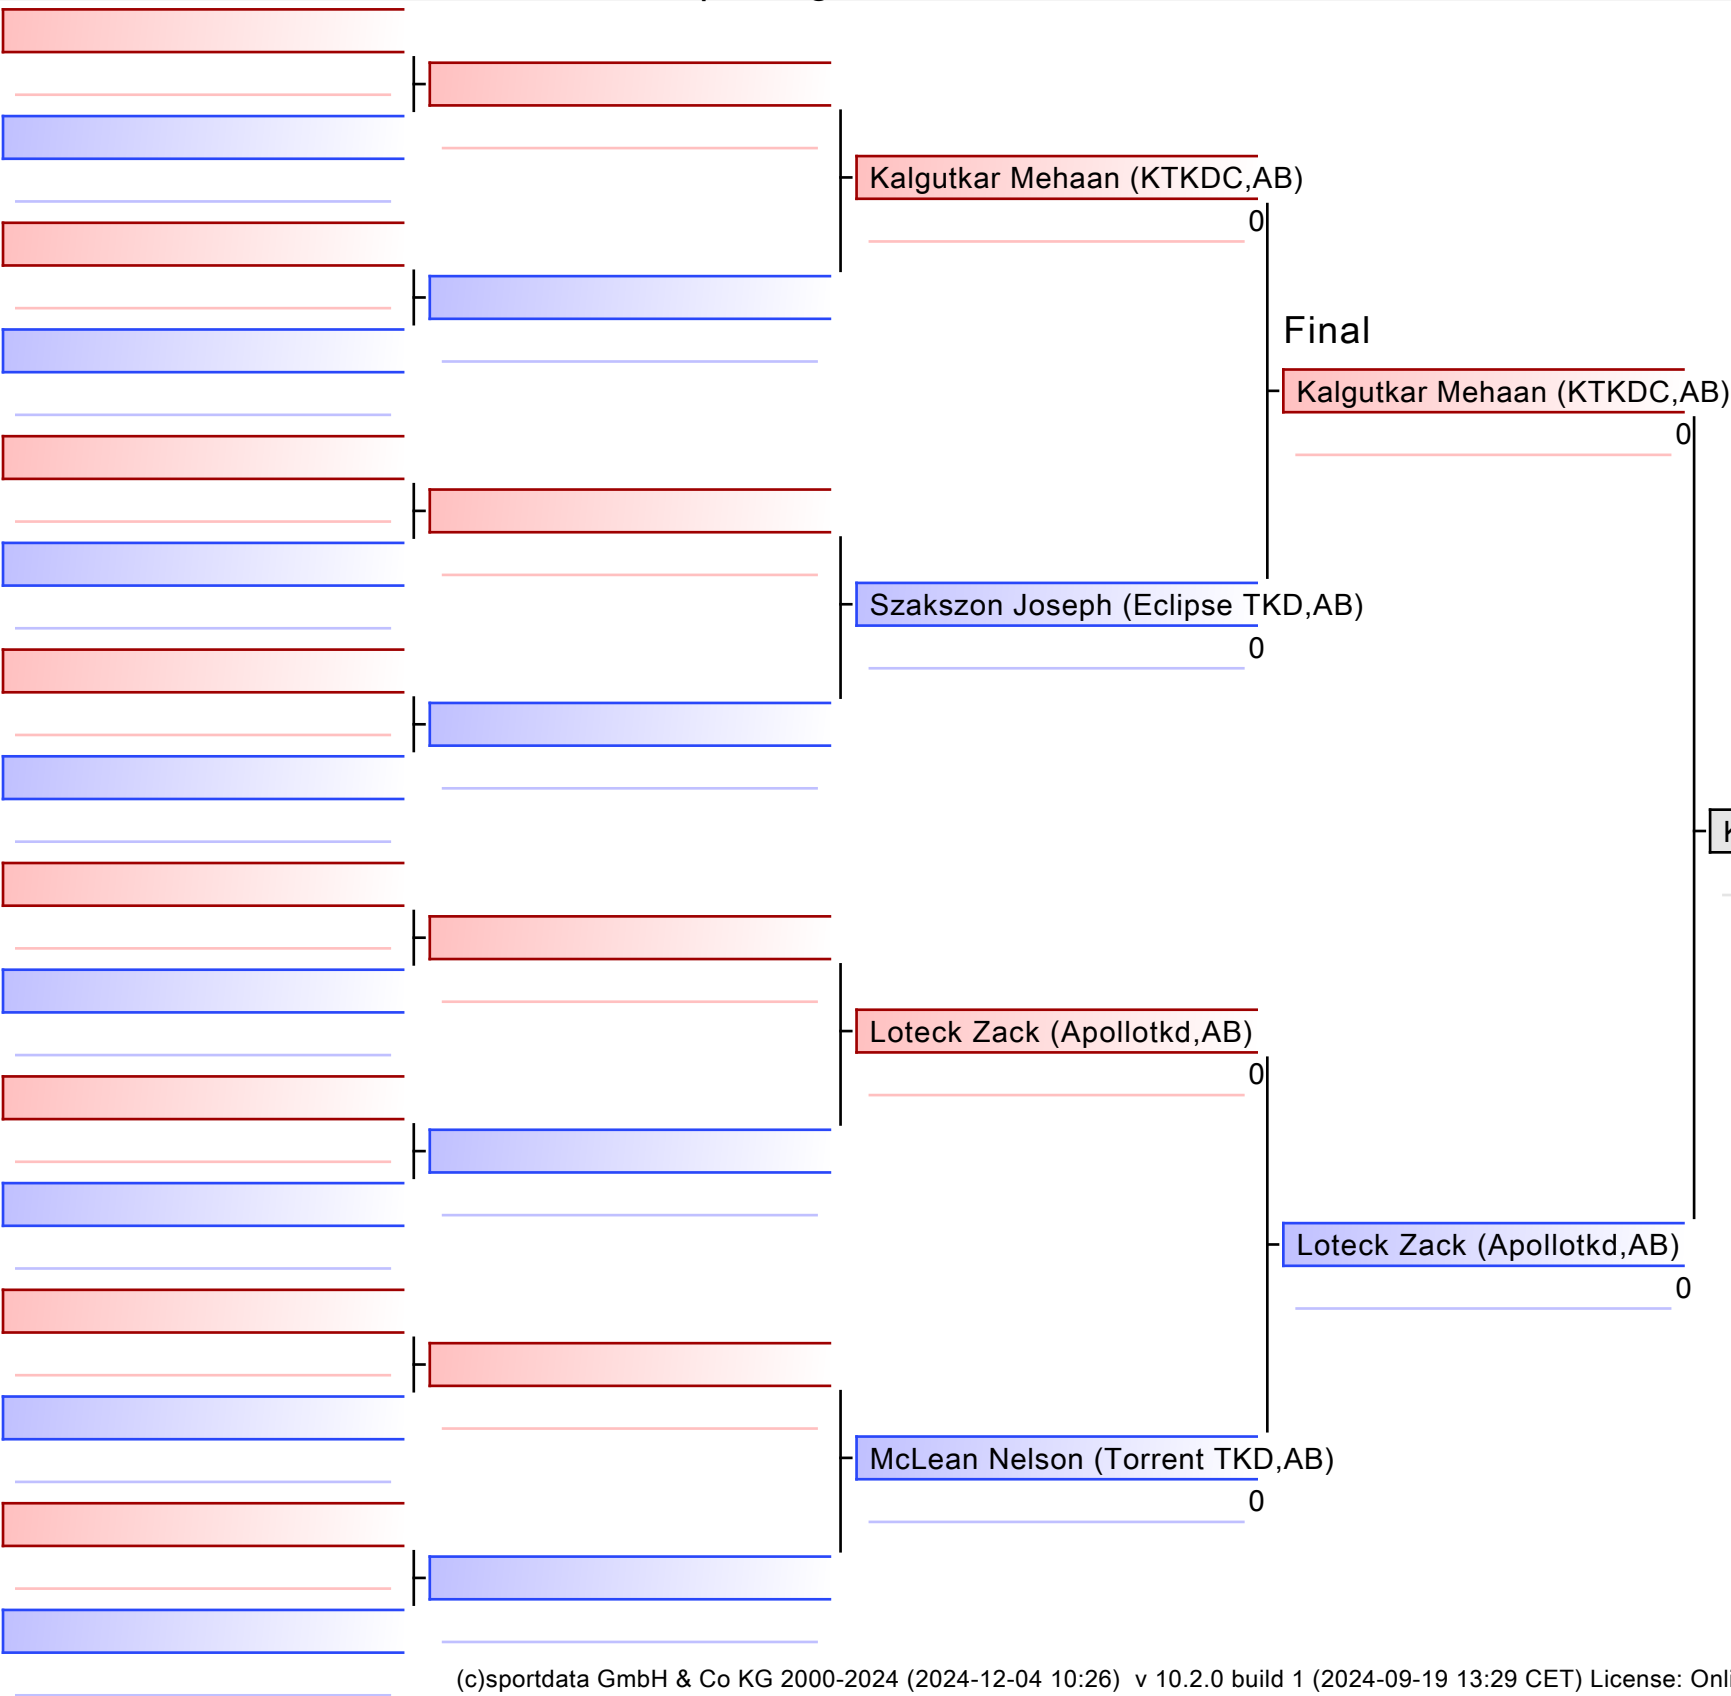 Kalgutkar Mehaan (KTKDC,AB)
0
Final
Kalgutkar Mehaan (KTKDC,AB)
0
Szakszon Joseph (Eclipse TKD,AB)
0
K
Loteck Zack (Apollotkd,AB)
0
Loteck Zack (Apollotkd,AB)
0
McLean Nelson (Torrent TKD,AB)
0
(c)sportdata GmbH & Co KG 2000-2024 (2024-12-04 10:26) v 10.2.0 build 1 (2024-09-19 13:29 CET) License: Onli